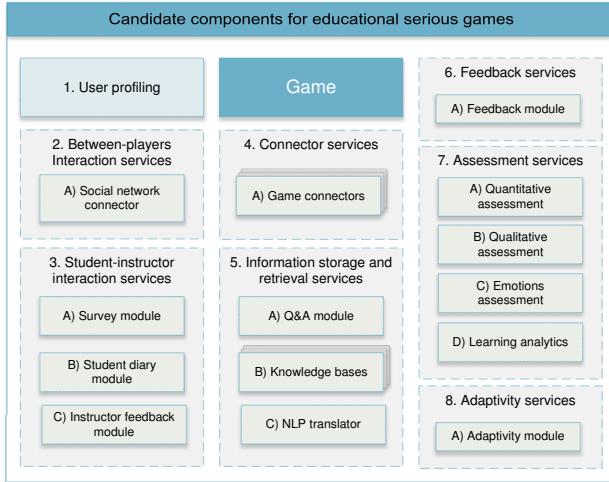 Candidate components for educational serious games
1. User profiling
2. Between-players
Interaction services
A) Social network
connector
3. Student-instructor
interaction services
A) Survey module
B) Student diary
module
C) Instructor feedback
module
Game
4. Connector services
A) Game connectors
5. Information storage and
retrieval services
A) Q&A module
B) Knowledge bases
C) NLP translator
6. Feedback services
A) Feedback module
7. Assessment services
A) Quantitative
assessment
B) Qualitative
assessment
C) Emotions
assessment
D) Learning analytics
8. Adaptivity services
A) Adaptivity module